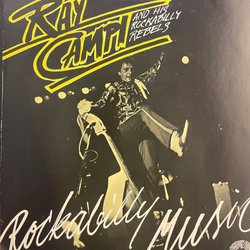 RAY
CAMPI
AND HIS
ROCKABILLY
REBELS
Rockabilly Music